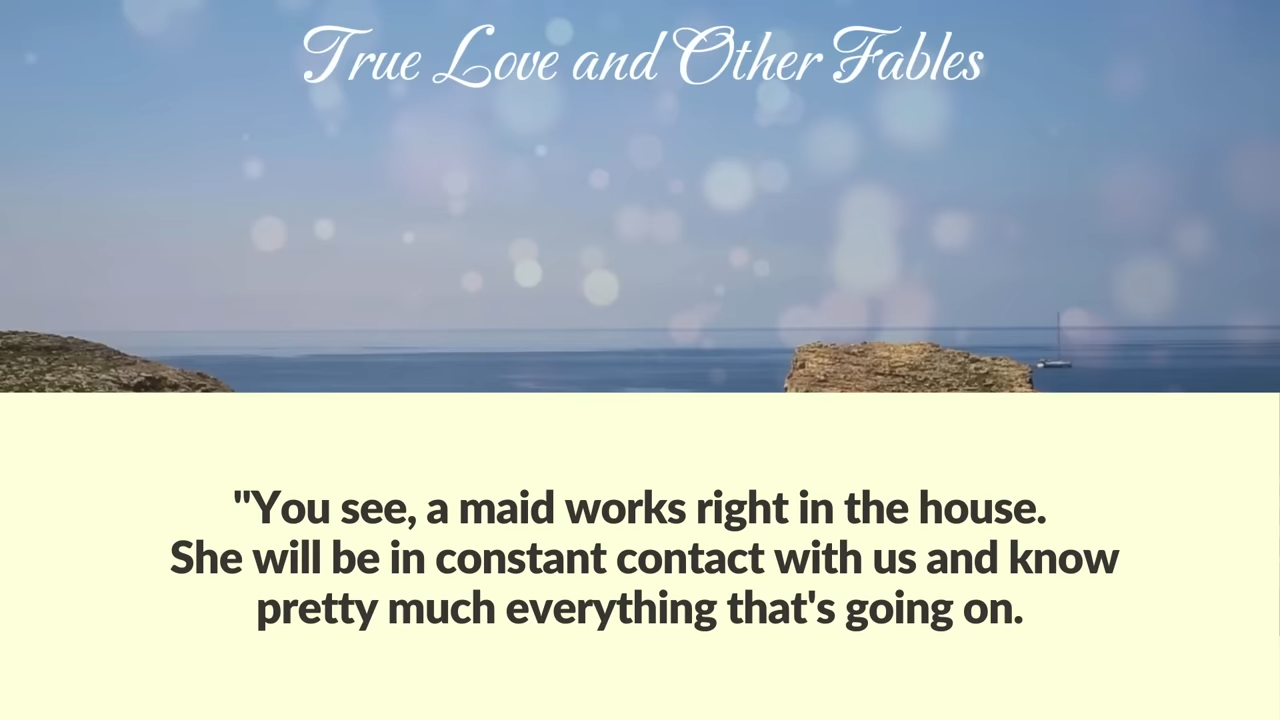 True Love and Other Fables
"You see, a maid works right in the house.
She will be in constant contact with us and know
pretty much everything that's going on.